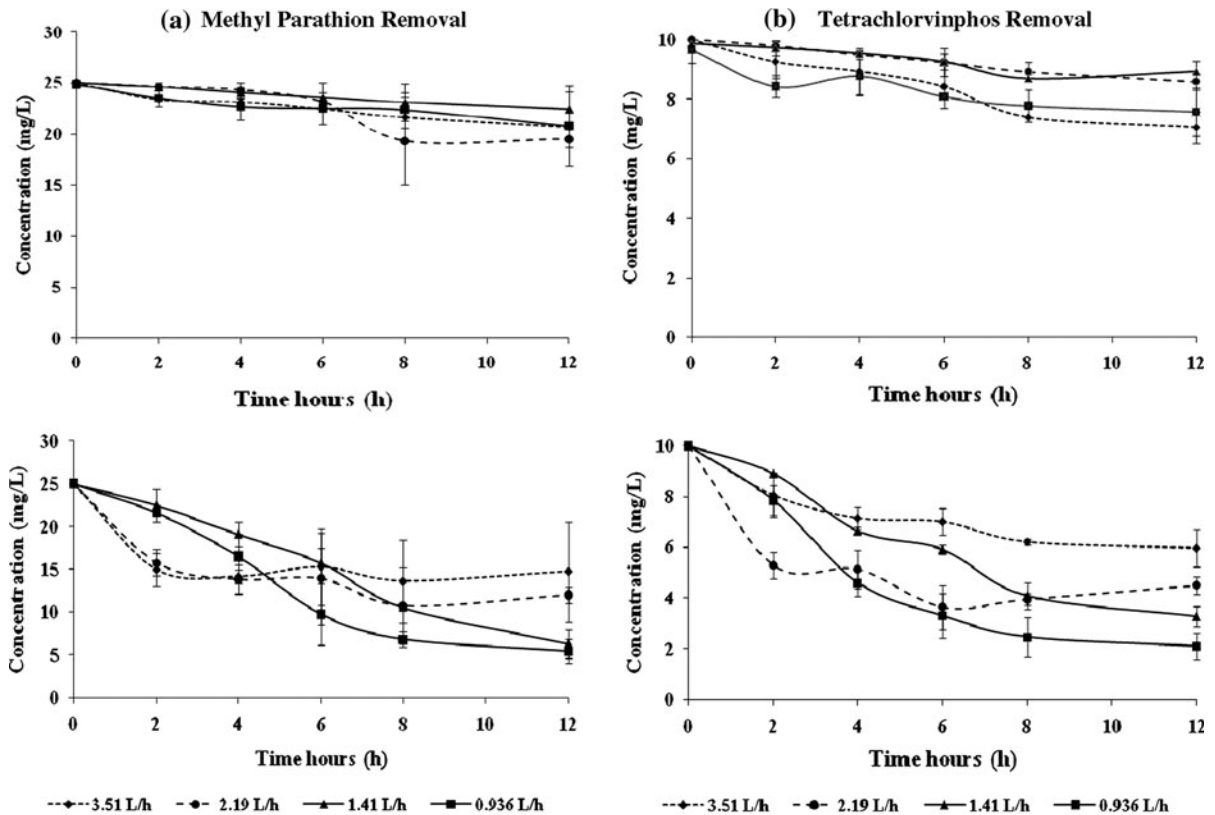 (a) Methyl Parathion Removal
30
25
20
15
10
5
0
0 2 4 6 8 10 12
Concentration (mg/L)
Time hours (h)
(b) Tetrachlorvinphos Removal
10
8
6
4
2
0
0 2 4 6 8 10 12
Concentration (mg/L)
Time hours (h)
30
25
20
15
10
5
0
0 2 4 6 8 10 12
Concentration (mg/L)
Time hours (h)
3.51 L/h 2.19 L/h 1.41 L/h 0.936 L/h
10
8
6
4
2
0
0 2 4 6 8 10 12
Concentration (mg/L)
Time hours (h)
3.51 L/h 2.19 L/h 1.41 L/h 0.936 L/h